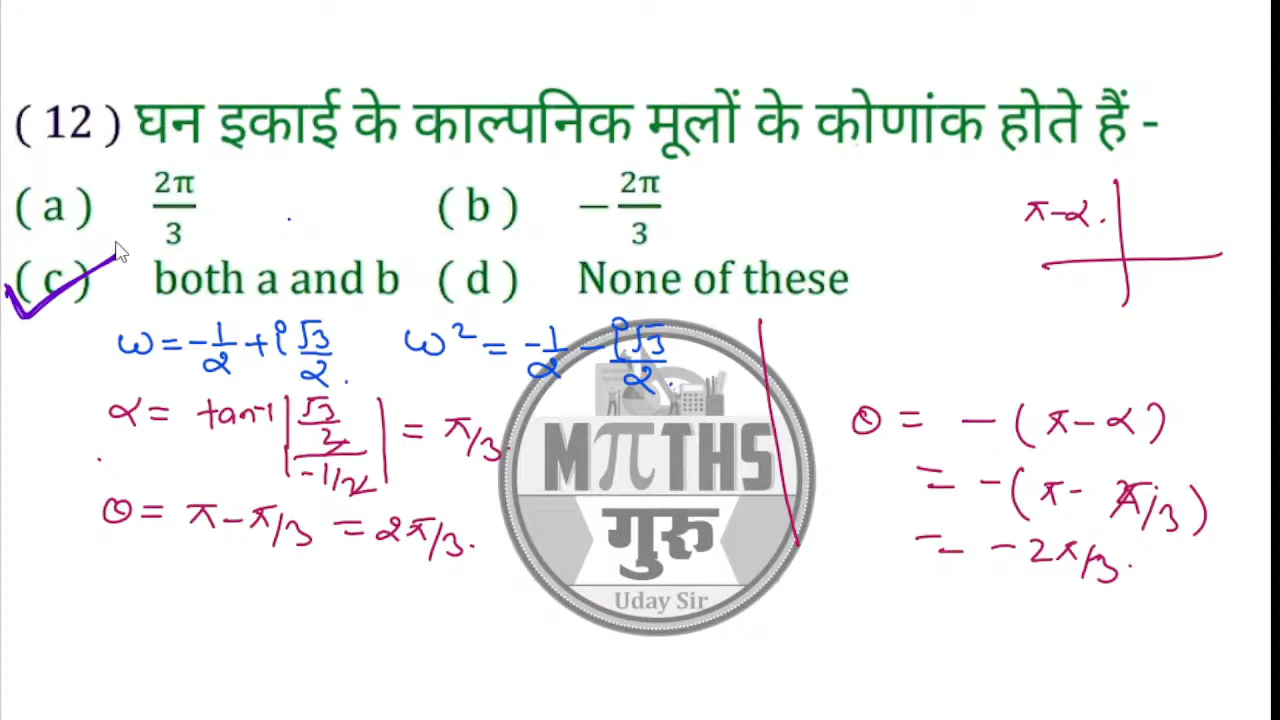 ( 12 ) घन इकाई के काल्पनिक मूलों के कोणांक होते हैं -
( a ) 2π/3 ( b ) −2π/3
( c ) both a and b ( d ) None of these
π-α.
ω = -1/2 + i√3/2. ω² = -1/2 - i√3/2.
α = tan-1 |(√3/2)/(-1/2)| = π/3.
θ = π - π/3 = 2π/3.
θ = -(π-α)
= -(π - π/3)
= -2π/3.
MπTHS
गुरु
Uday Sir